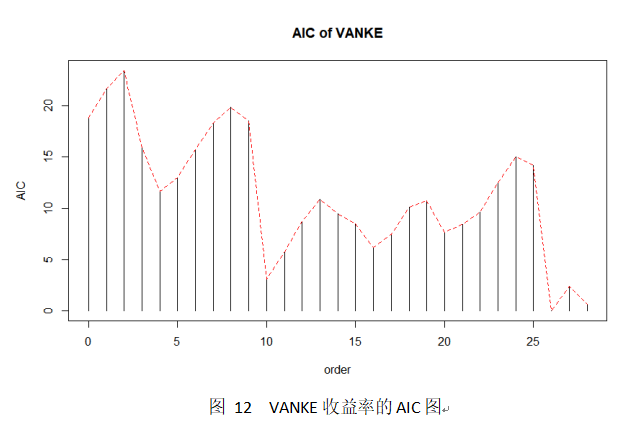 AIC of VANKE
AIC
20
15
10
5
0
0 5 10 15 20 25
order
图 12 VANKE 收益率的 AIC 图